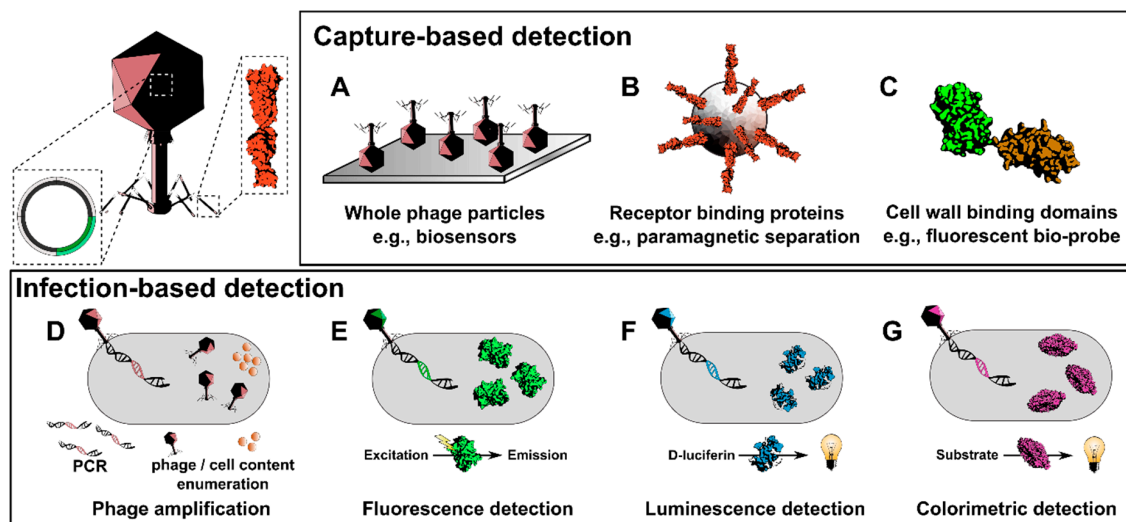 Capture-based detection
A
B
C
Whole phage particles
e.g., biosensors
Receptor binding proteins
e.g., paramagnetic separation
Cell wall binding domains
e.g., fluorescent bio-probe
Infection-based detection
D
E
F
G
PCR
phage / cell content
enumeration
Excitation
Emission
D-luciferin
Substrate
Phage amplification
Fluorescence detection
Luminescence detection
Colorimetric detection